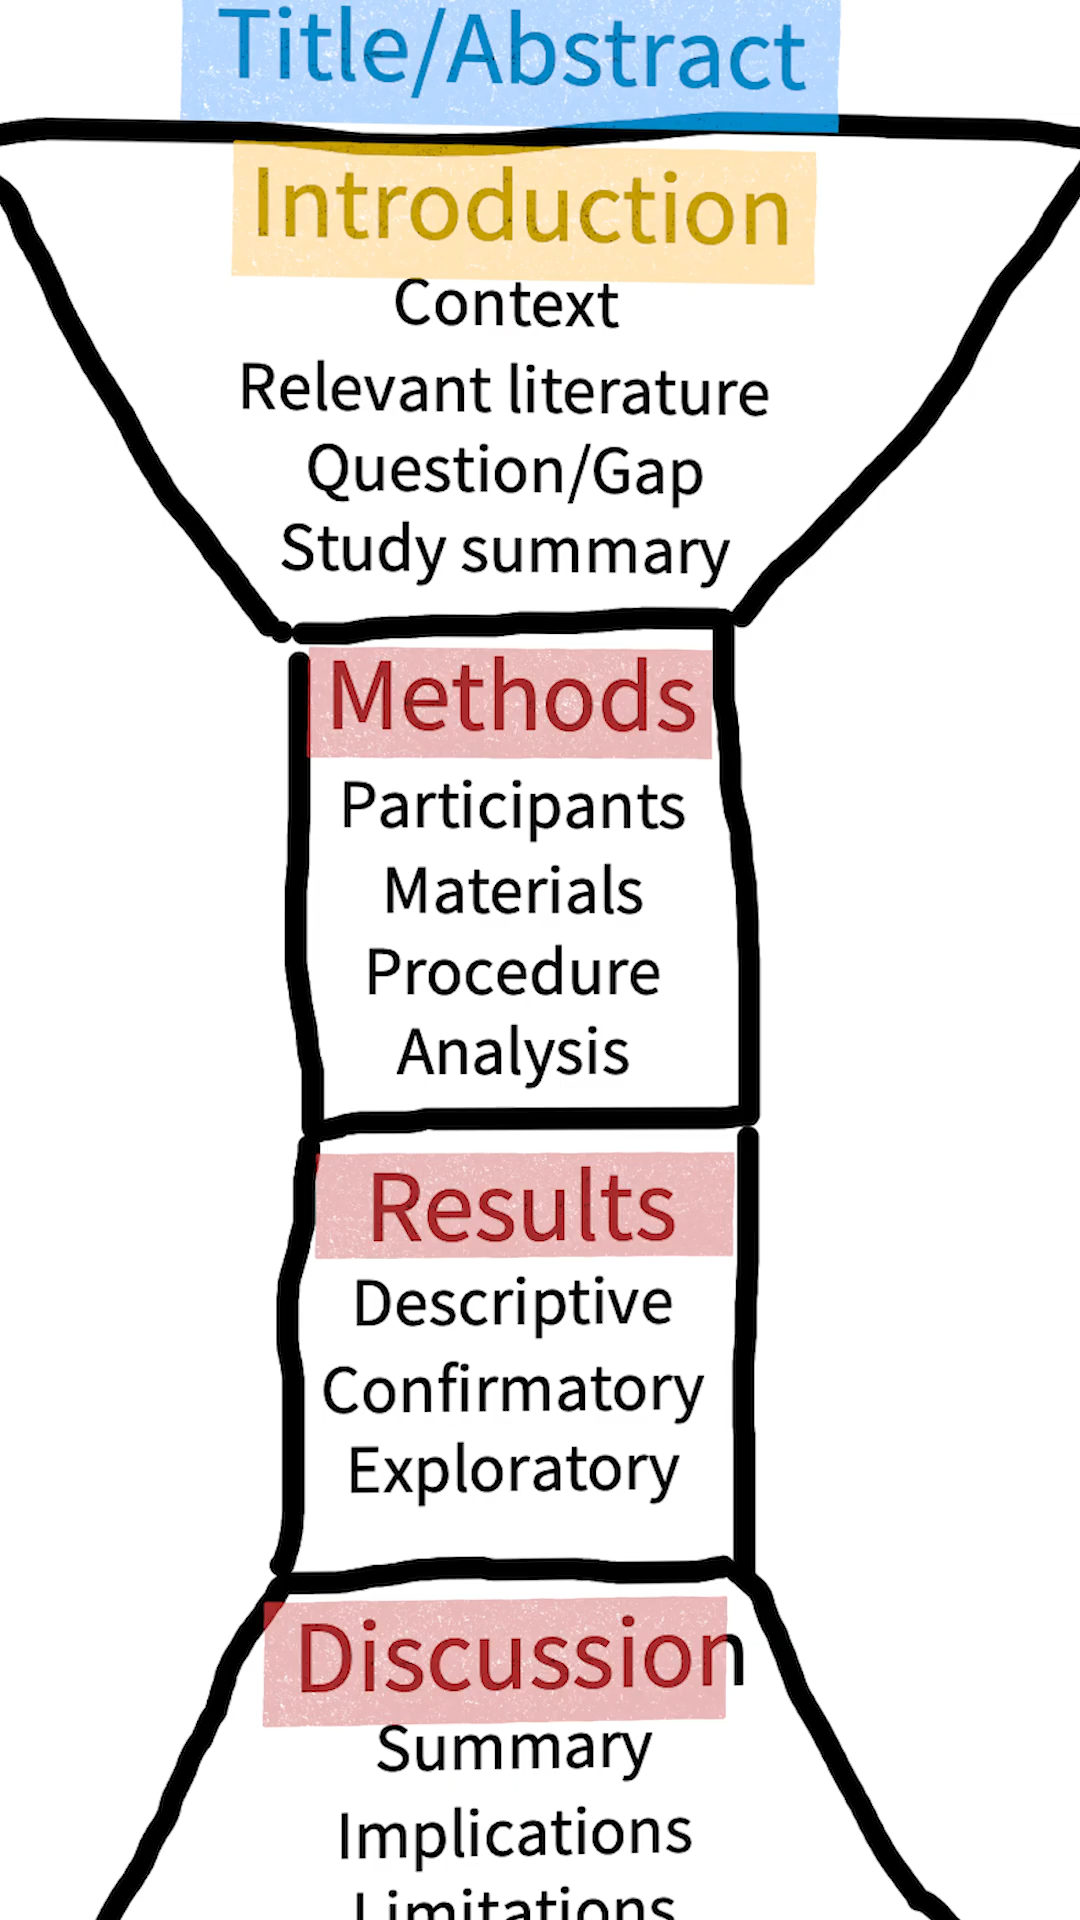 Title/Abstract
Introduction
Context
Relevant literature
Question/Gap
Study summary
Methods
Participants
Materials
Procedure
Analysis
Results
Descriptive
Confirmatory
Exploratory
Discussion
Summary
Implications
Limitations